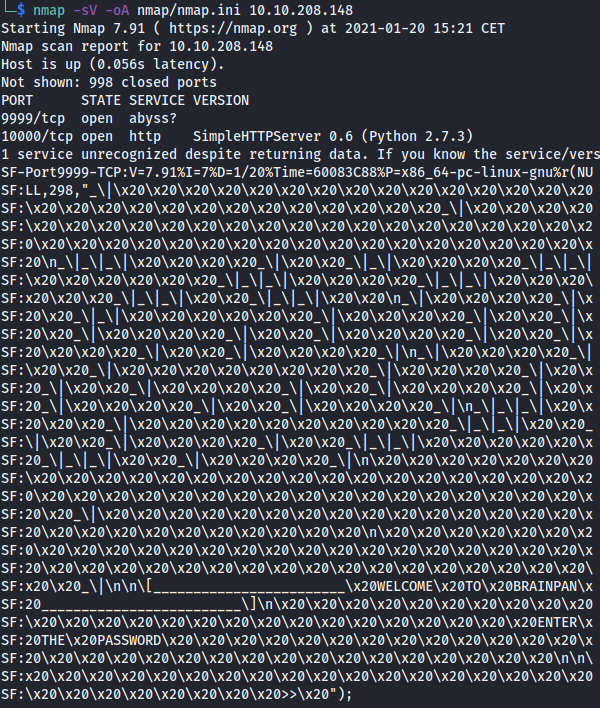 └─$ nmap -sV -oA nmap/nmap.ini 10.10.208.148
Starting Nmap 7.91 ( https://nmap.org ) at 2021-01-20 15:21 CET
Nmap scan report for 10.10.208.148
Host is up (0.056s latency).
Not shown: 998 closed ports
PORT      STATE SERVICE VERSION
9999/tcp  open  abyss?
10000/tcp open  http    SimpleHTTPServer 0.6 (Python 2.7.3)
1 service unrecognized despite returning data. If you know the service/vers
SF-Port9999-TCP:V=7.91%I=7%D=1/20%Time=60083C88%P=x86_64-pc-linux-gnu%r(NU
SF:LL,298,"_\|\x20\x20\x20\x20\x20\x20\x20\x20\x20\x20\x20\x20\x20\x20\x20
SF:\x20\x20\x20\x20\x20\x20\x20\x20\x20\x20\x20\x20_\|\x20\x20\x20\x20\x20
SF:\x20\x20\x20\x20\x20\x20\x20\x20\x20\x20\x20\x20\x20\x20\x20\x20\x20\x2
SF:0\x20\x20\x20\x20\x20\x20\x20\x20\x20\x20\x20\x20\x20\x20\x20\x20\x20\x
SF:20\n_\|_\|_\|\x20\x20\x20\x20_\|\x20\x20_\|_\|\x20\x20\x20\x20_\|_\|_\|
SF:\x20\x20\x20\x20\x20\x20_\|_\|_\|\x20\x20\x20\x20_\|_\|_\|\x20\x20\x20\
SF:x20\x20\x20_\|_\|_\|\x20\x20_\|_\|_\|\x20\x20\n_\|\x20\x20\x20\x20_\|\x
SF:20\x20_\|_\|\x20\x20\x20\x20\x20\x20_\|\x20\x20\x20\x20_\|\x20\x20_\|\x
SF:20\x20_\|\x20\x20\x20\x20_\|\x20\x20_\|\x20\x20\x20\x20_\|\x20\x20_\|\x
SF:20\x20\x20\x20_\|\x20\x20_\|\x20\x20\x20\x20_\|\n_\|\x20\x20\x20\x20_\|
SF:\x20\x20_\|\x20\x20\x20\x20\x20\x20\x20\x20_\|\x20\x20\x20\x20_\|\x20\x
SF:20_\|\x20\x20_\|\x20\x20\x20\x20_\|\x20\x20_\|\x20\x20\x20\x20_\|\x20\x
SF:20_\|\x20\x20\x20\x20_\|\x20\x20_\|\x20\x20\x20\x20_\|\n_\|_\|_\|\x20\x
SF:20\x20\x20_\|\x20\x20\x20\x20\x20\x20\x20\x20\x20\x20_\|_\|_\|\x20\x20_
SF:\|\x20\x20_\|\x20\x20\x20\x20_\|\x20\x20_\|_\|_\|\x20\x20\x20\x20\x20\x
SF:20_\|_\|_\|\x20\x20_\|\x20\x20\x20\x20_\|\n\x20\x20\x20\x20\x20\x20\x20
SF:\x20\x20\x20\x20\x20\x20\x20\x20\x20\x20\x20\x20\x20\x20\x20\x20\x20\x2
SF:0\x20\x20\x20\x20\x20\x20\x20\x20\x20\x20\x20\x20\x20\x20\x20\x20\x20\x
SF:20\x20_\|\x20\x20\x20\x20\x20\x20\x20\x20\x20\x20\x20\x20\x20\x20\x20\x
SF:20\x20\x20\x20\x20\x20\x20\x20\x20\x20\x20\n\x20\x20\x20\x20\x20\x20\x2
SF:0\x20\x20\x20\x20\x20\x20\x20\x20\x20\x20\x20\x20\x20\x20\x20\x20\x20\x
SF:20\x20\x20\x20\x20\x20\x20\x20\x20\x20\x20\x20\x20\x20\x20\x20\x20\x20\
SF:x20\x20_\|\n\n\[________________________\x20WELCOME\x20TO\x20BRAINPAN\x
SF:20_________________________\]\n\x20\x20\x20\x20\x20\x20\x20\x20\x20\x20
SF:\x20\x20\x20\x20\x20\x20\x20\x20\x20\x20\x20\x20\x20\x20\x20\x20ENTER\x
SF:20THE\x20PASSWORD\x20\x20\x20\x20\x20\x20\x20\x20\x20\x20\x20\x20\x20\x
SF:20\x20\x20\x20\x20\x20\x20\x20\x20\x20\x20\x20\x20\x20\x20\x20\x20\n\n\
SF:x20\x20\x20\x20\x20\x20\x20\x20\x20\x20\x20\x20\x20\x20\x20\x20\x20\x20
SF:\x20\x20\x20\x20\x20\x20\x20\x20>>\x20");